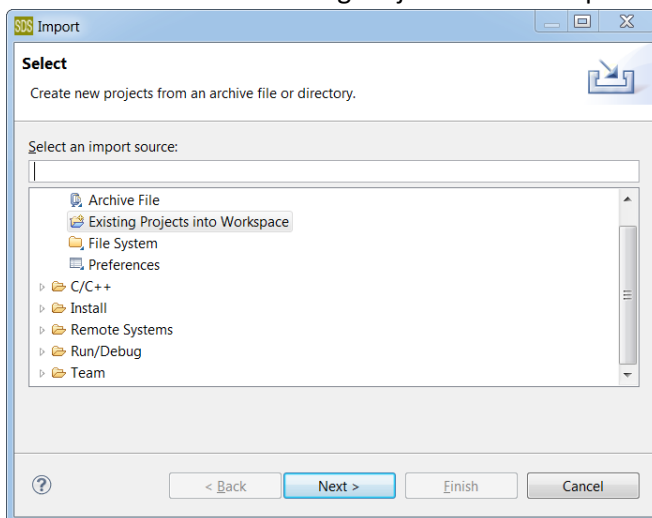 SDS Import
Select
Create new projects from an archive file or directory.
Select an import source:
Archive File
Existing Projects into Workspace
File System
Preferences
C/C++
Install
Remote Systems
Run/Debug
Team
? < Back Next > Finish Cancel